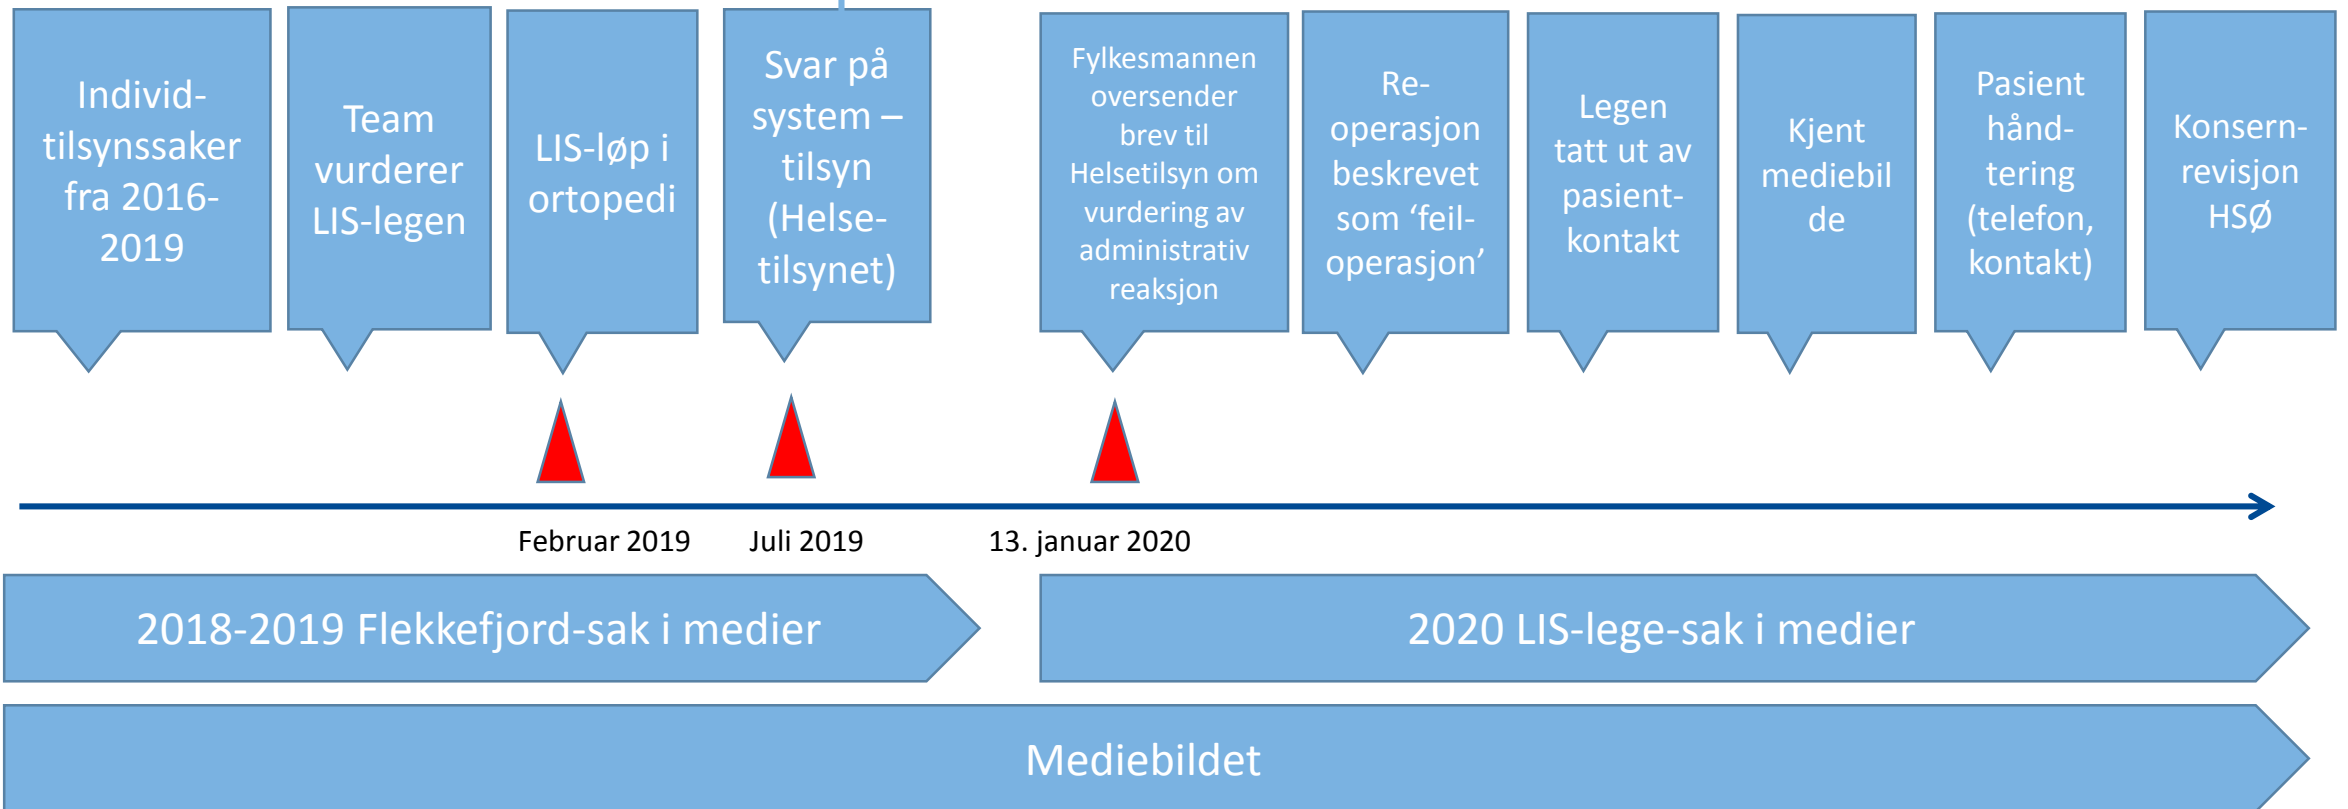 Individ-
tilsynssaker
fra 2016-
2019
Team
vurderer
LIS-legen
LIS-løp i
ortopedi
Svar på
system –
tilsyn
(Helse-
tilsynet)
Fylkesmannen
oversender
brev til
Helsetilsyn om
vurdering av
administrativ
reaksjon
Re-
operasjon
beskrevet
som ‘feil-
operasjon’
Legen
tatt ut av
pasient-
kontakt
Kjent
mediebil
de
Pasient
hånd-
tering
(telefon,
kontakt)
Konsern-
revisjon
HSØ
Februar 2019
Juli 2019
13. januar 2020
2018-2019 Flekkefjord-sak i medier
2020 LIS-lege-sak i medier
Mediebildet